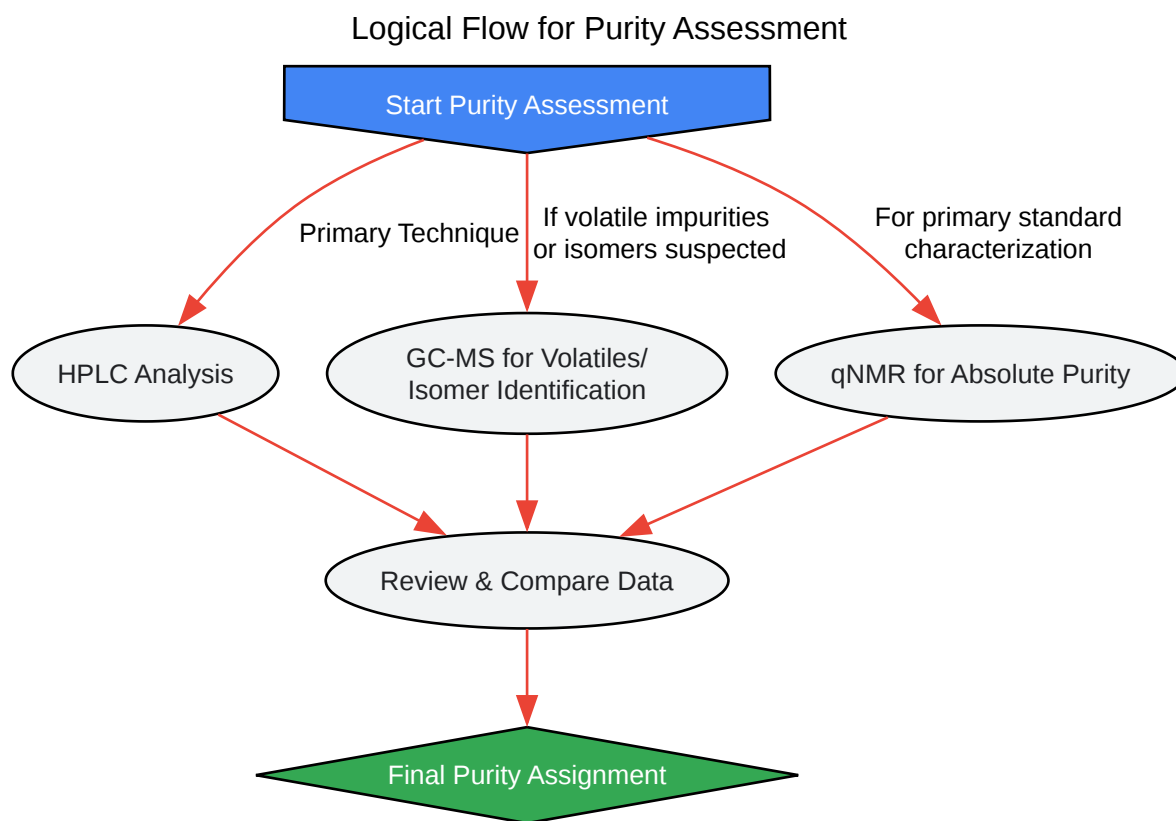 Logical Flow for Purity Assessment
Start Purity Assessment
Primary Technique
If volatile impurities
or isomers suspected
For primary standard
characterization
HPLC Analysis
GC-MS for Volatiles/
Isomer Identification
qNMR for Absolute Purity
Review & Compare Data
Final Purity Assignment